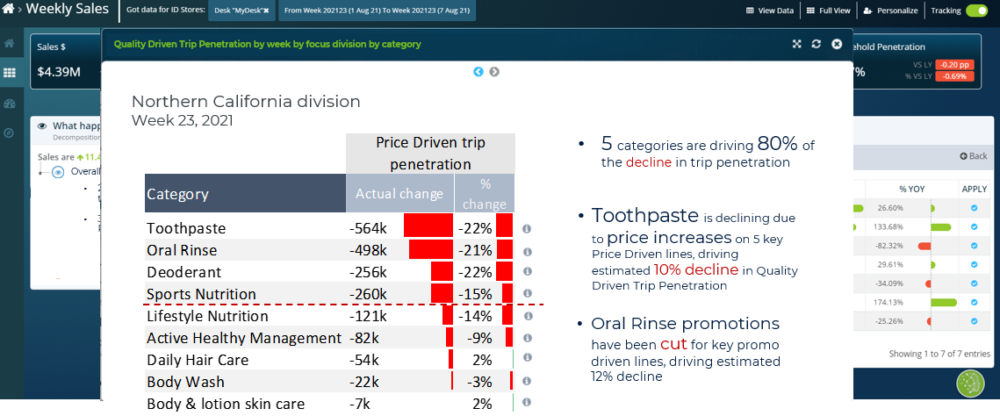 Weekly Sales
Got data for ID Stores:
Desk "MyDesk"✖
From Week 202123 (1 Aug 21) To Week 202123 (7 Aug 21)
View Data
Full View
Personalize
Tracking
Sales $
$4.39M
Quality Driven Trip Penetration by week by focus division by category
ehold Penetration
%
VS LY -0.20 pp
% VS LY -0.69%
What happ
Decomposition
Sales are 11.4
Overall
Northern California division
Week 23, 2021
Price Driven trip
penetration
Category
Actual change
%
change
Toothpaste -564k -22%
Oral Rinse -498k -21%
Deodorant -256k -22%
Sports Nutrition -260k -15%
Lifestyle Nutrition -121k -14%
Active Healthy Management -82k -9%
Daily Hair Care -54k 2%
Body Wash -22k -3%
Body & lotion skin care -7k 2%
• 5 categories are driving 80% of
the decline in trip penetration
• Toothpaste is declining due
to price increases on 5 key
Price Driven lines, driving
estimated 10% decline in Quality
Driven Trip Penetration
• Oral Rinse promotions
have been cut for key promo
driven lines, driving estimated
12% decline
Back
% YOY
APPLY
26.60%
133.68%
-82.32%
29.61%
-34.09%
174.13%
-25.26%
Showing 1 to 7 of 7 entries